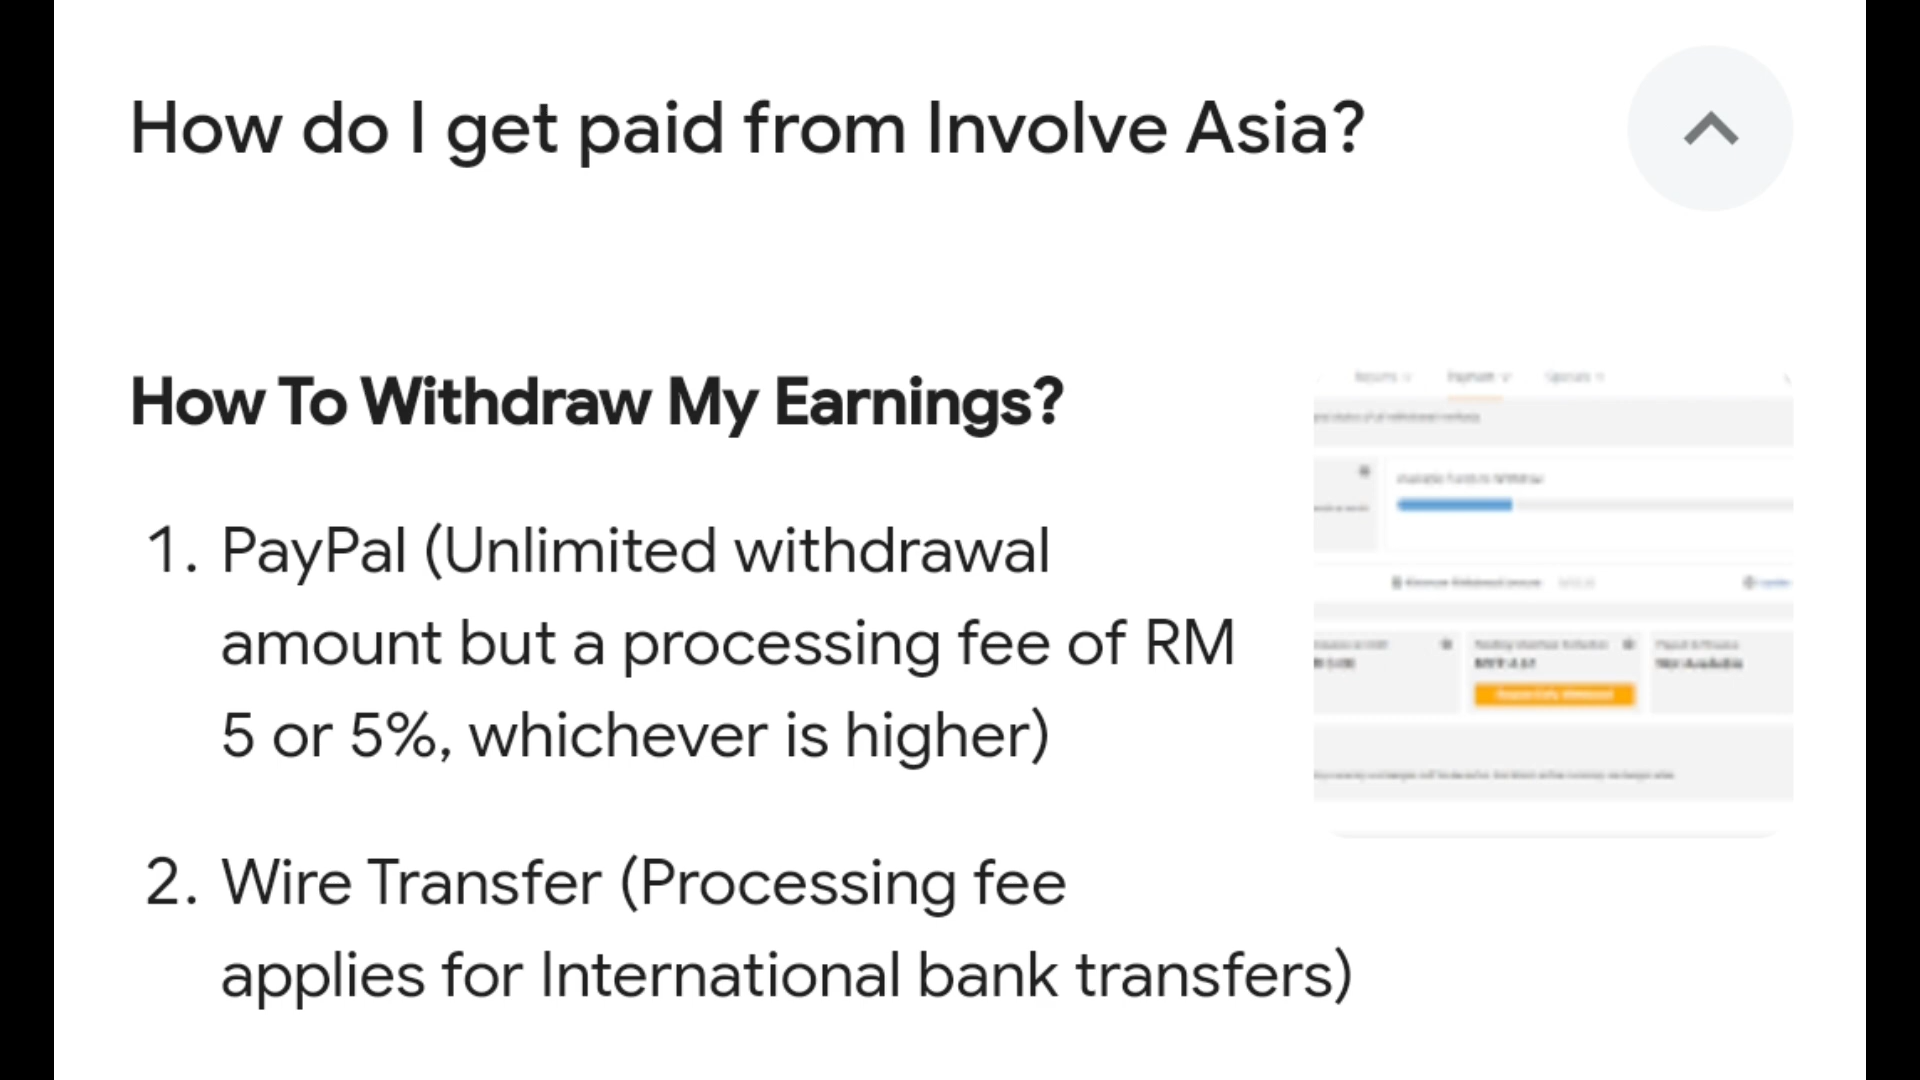 How do I get paid from Involve Asia?
How To Withdraw My Earnings?
1. PayPal (Unlimited withdrawal
amount but a processing fee of RM
5 or 5%, whichever is higher)
2. Wire Transfer (Processing fee
applies for International bank transfers)